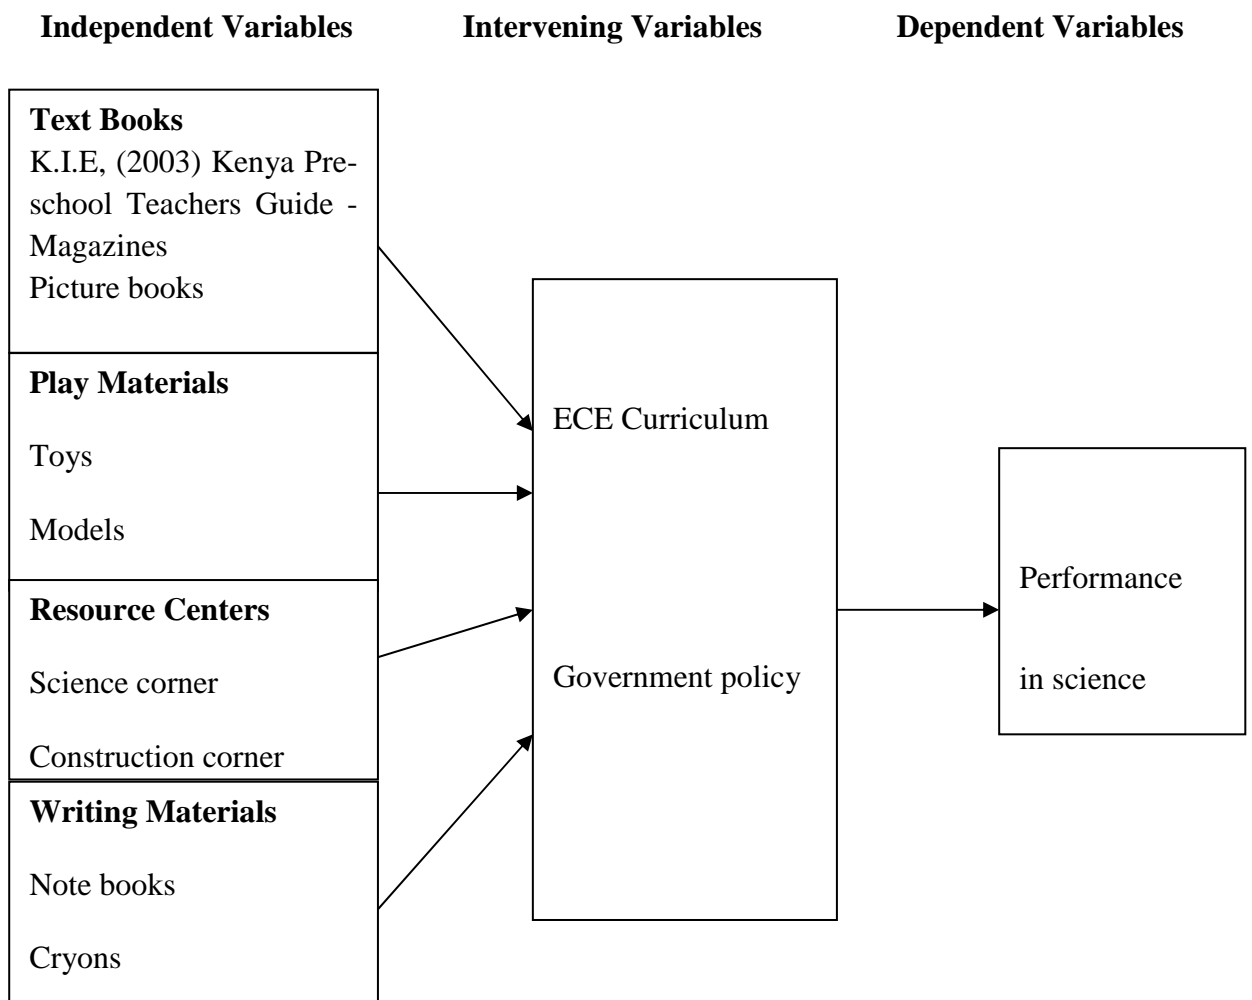 Independent Variables
Intervening Variables
Dependent Variables
Text Books
K.I.E, (2003) Kenya Pre-
school Teachers Guide -
Magazines
Picture books
Play Materials
Toys
Models
Resource Centers
Science corner
Construction corner
Writing Materials
Note books
Cryons
ECE Curriculum
Government policy
Performance
in science